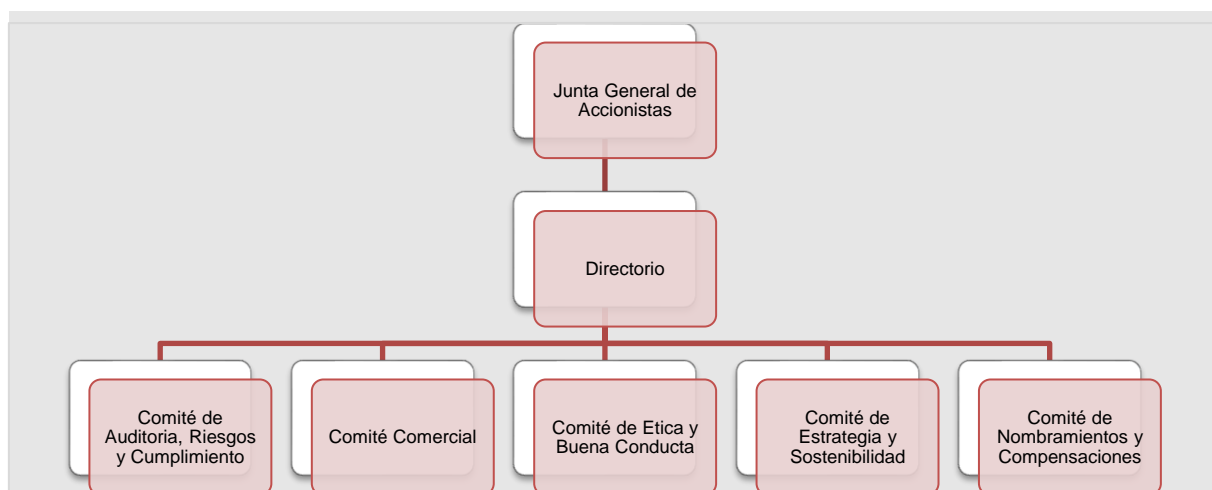 Junta General de
Accionistas
Directorio
Comité de
Auditoria, Riesgos
y Cumplimiento
Comité Comercial
Comité de Etica y
Buena Conducta
Comité de
Estrategia y
Sostenibilidad
Comité de
Nombramientos y
Compensaciones